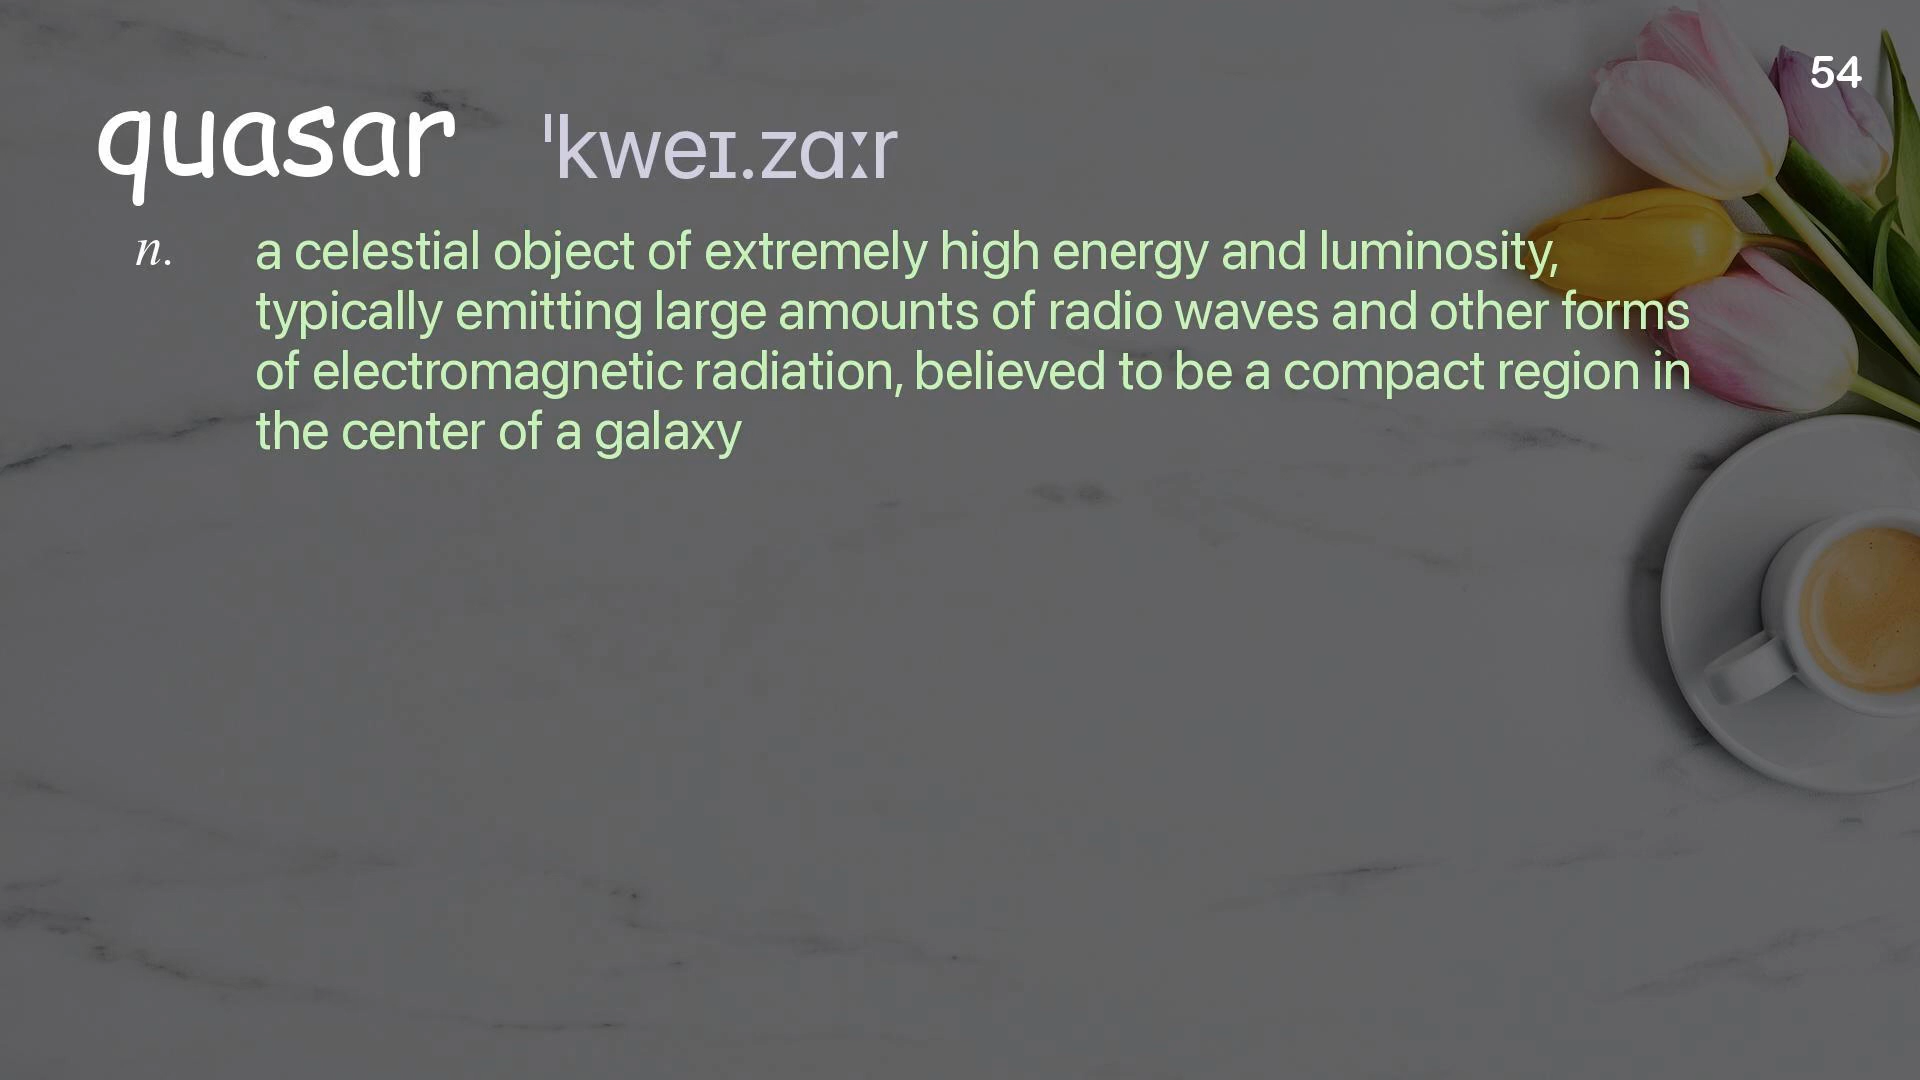 54
quasar ˈkweɪ.zɑːr
n. a celestial object of extremely high energy and luminosity,
typically emitting large amounts of radio waves and other forms
of electromagnetic radiation, believed to be a compact region in
the center of a galaxy